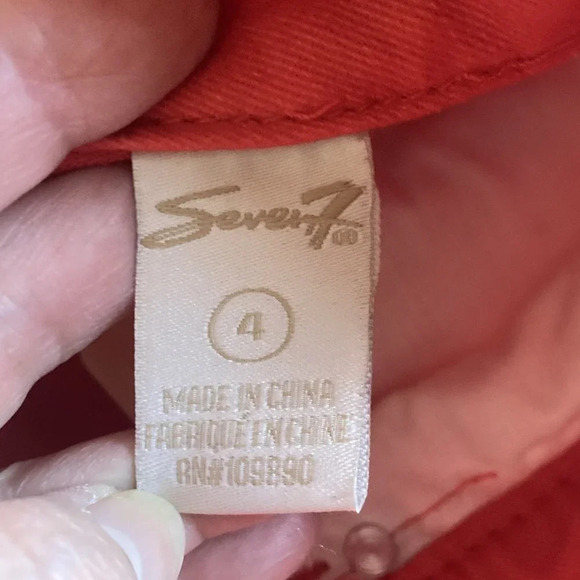 Seven7®
4
MADE IN CHINA
FABRIQUÉ EN CHINE
RN#109890